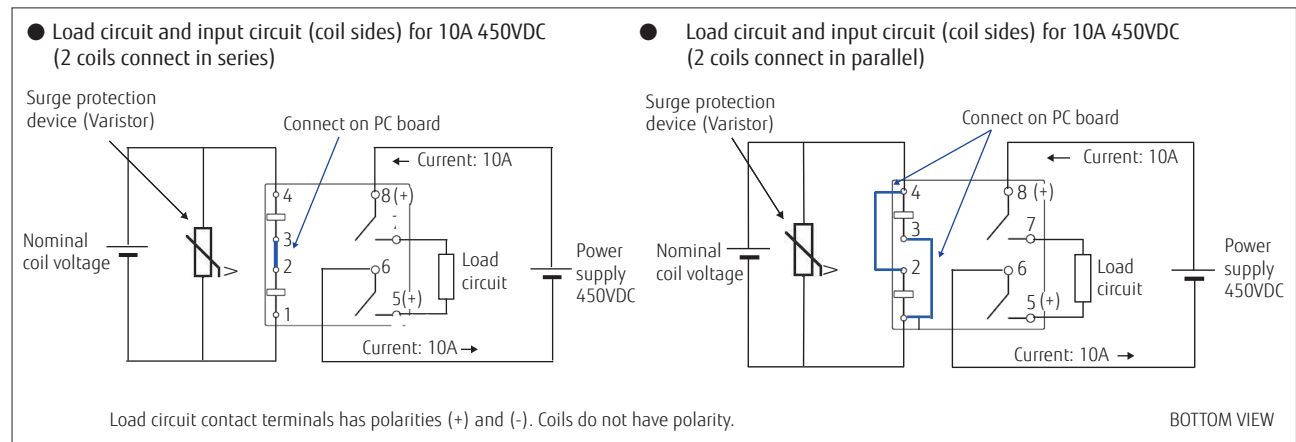 ● Load circuit and input circuit (coil sides) for 10A 450VDC
(2 coils connect in series)
Surge protection
device (Varistor)
Connect on PC board
← Current: 10A
4
8 (+)
3
Nominal
coil voltage
2
6
Load
circuit
Power
supply
450VDC
5(+)
1
Current: 10A →
● Load circuit and input circuit (coil sides) for 10A 450VDC
(2 coils connect in parallel)
Surge protection
device (Varistor)
Connect on PC board
← Current: 10A
4
8 (+)
3
7
Nominal
coil voltage
2
6
Load
circuit
Power
supply
450VDC
5 (+)
Current: 10A →
Load circuit contact terminals has polarities (+) and (-). Coils do not have polarity.
BOTTOM VIEW